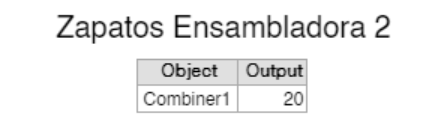 Zapatos Ensambladora 2
Object Output
Combiner1 20